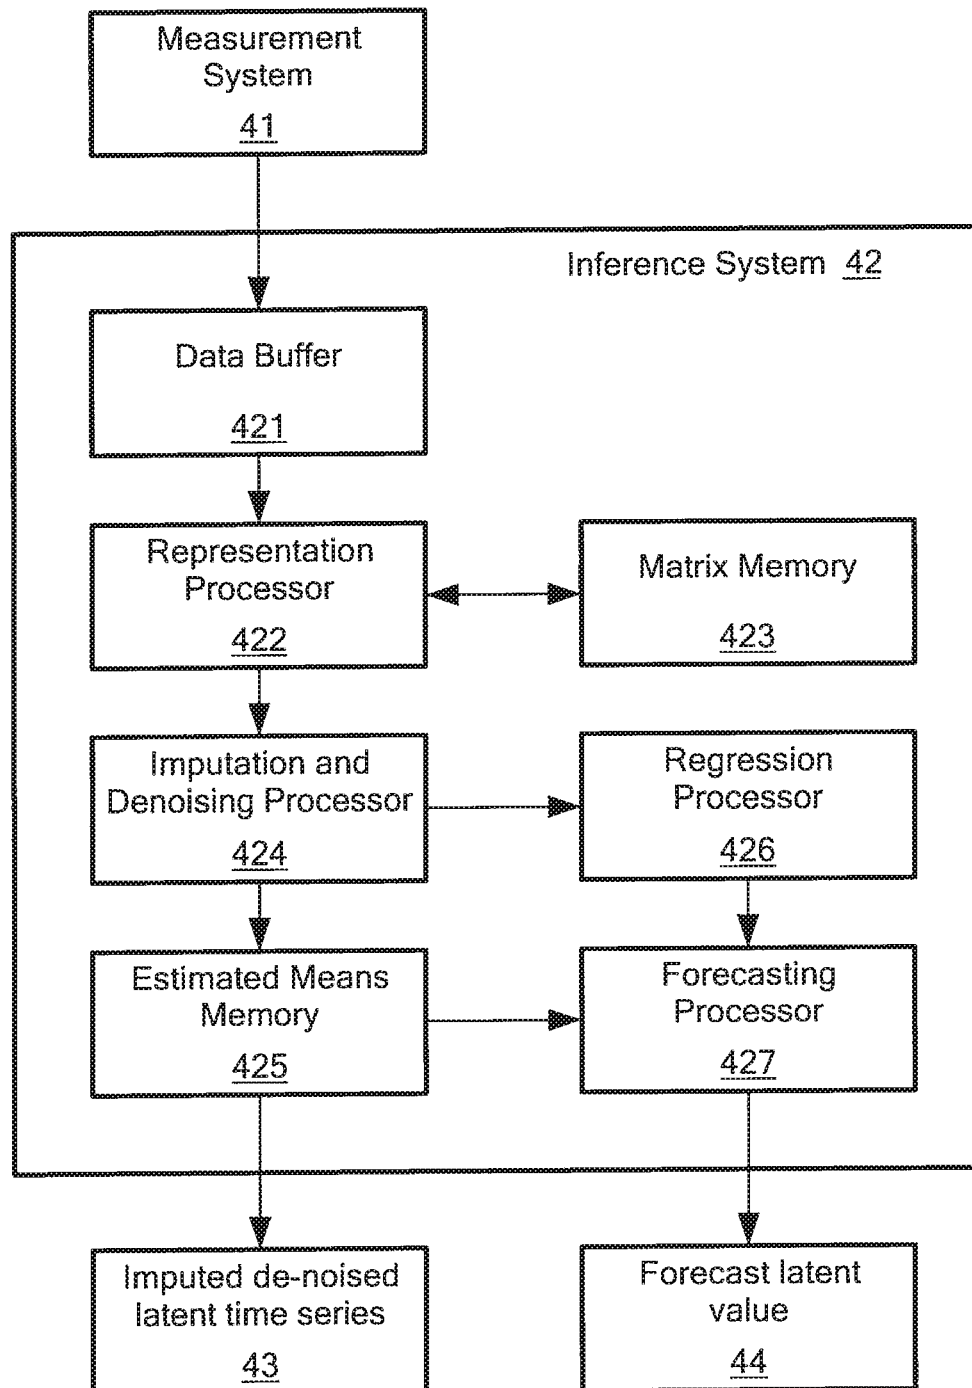 Measurement
System
41
Inference System 42
Data Buffer
421
Representation
Processor
422
Matrix Memory
423
Imputation and
Denoising Processor
424
Regression
Processor
426
Estimated Means
Memory
425
Forecasting
Processor
427
Imputed de-noised
latent time series
43
Forecast latent
value
44